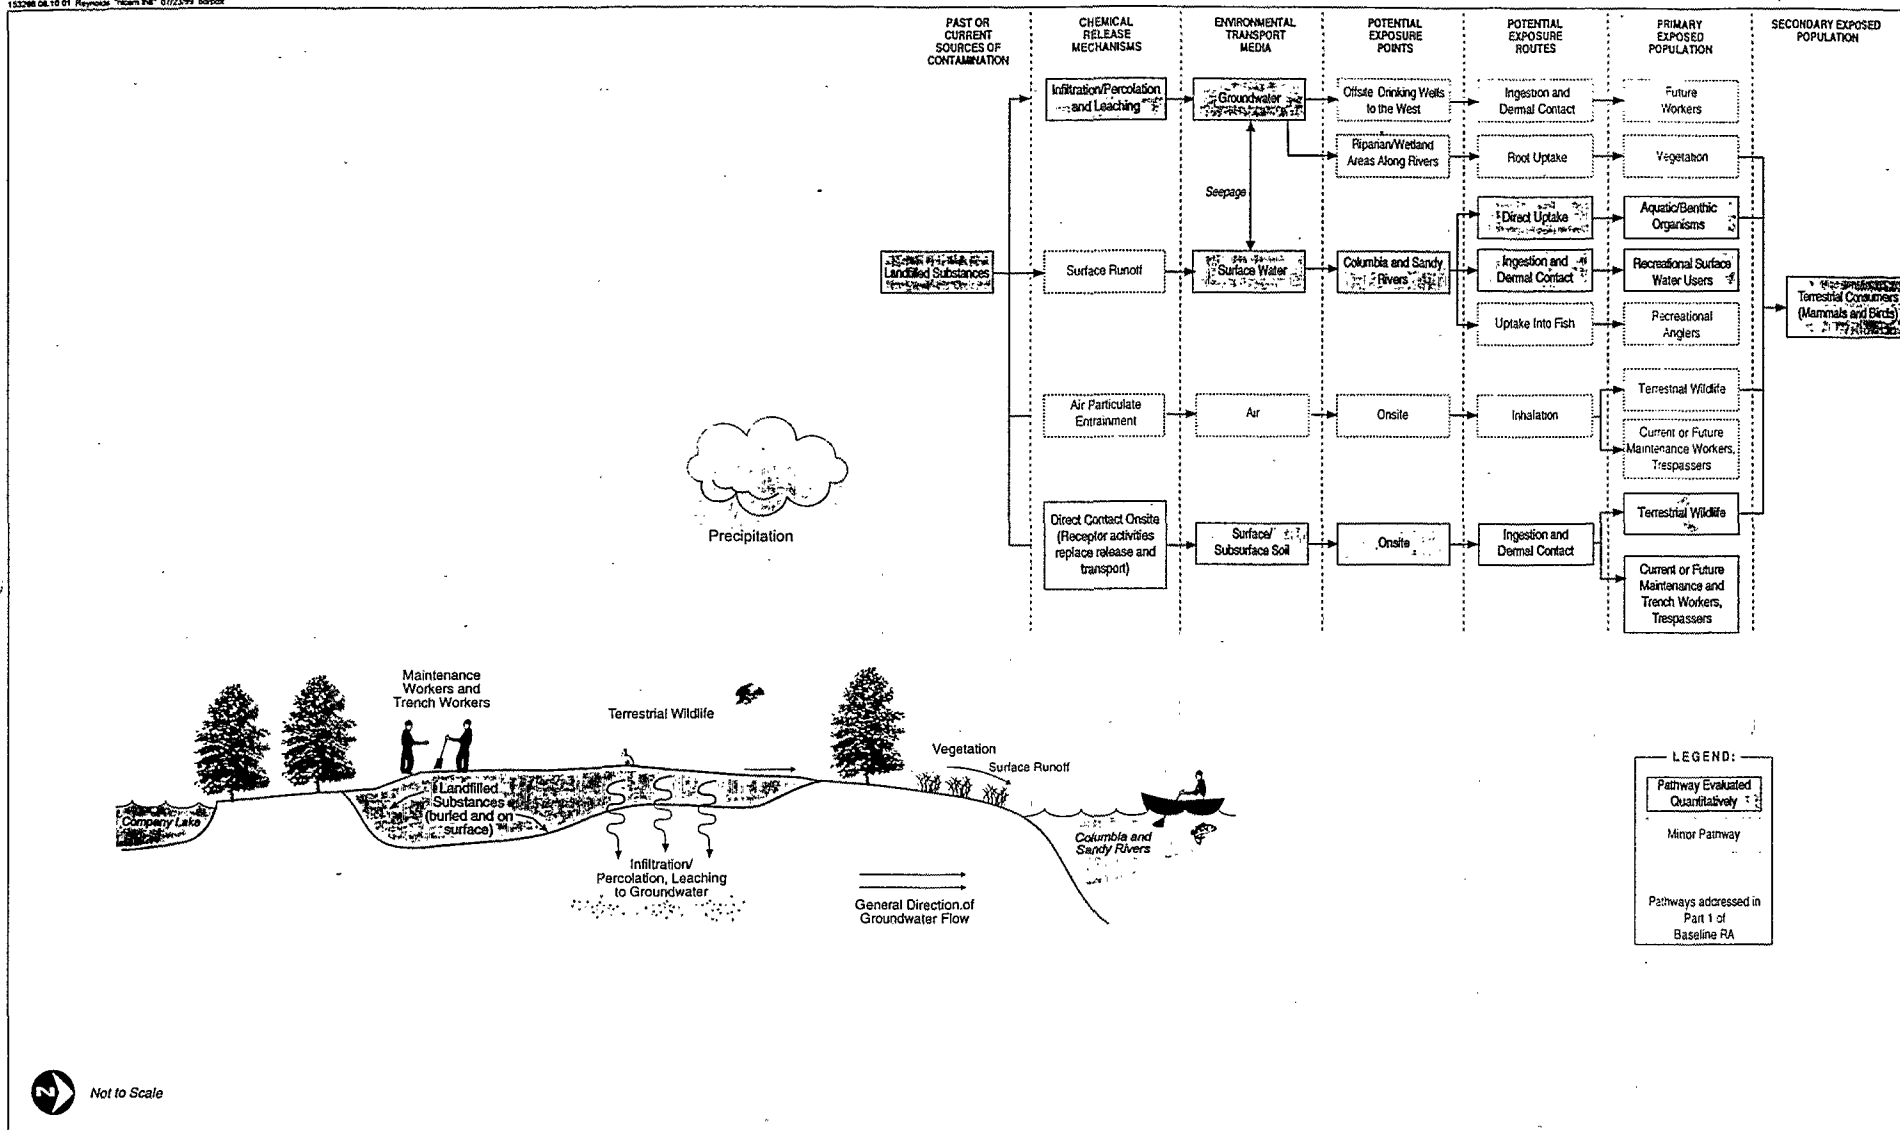 PAST OR
CURRENT
SOURCES OF
CONTAMINATION
CHEMICAL
RELEASE
MECHANISMS
ENVIRONMENTAL
TRANSPORT
MEDIA
POTENTIAL
EXPOSURE
POINTS
POTENTIAL
EXPOSURE
ROUTES
PRIMARY
EXPOSED
POPULATION
SECONDARY EXPOSED
POPULATION
Infiltration/Percolation
and Leaching
Groundwater
Offsite Drinking Wells
to the West
Ingestion and
Dermal Contact
Future
Workers
Riparian/Wetland
Areas Along Rivers
Root Uptake
Vegetation
Seepage
Direct Uptake
Aquatic/Benthic
Organisms
Landfilled Substances
Surface Runoff
Surface Water
Columbia and Sandy
Rivers
Ingestion and
Dermal Contact
Recreational Surface
Water Users
Terrestrial Consumers
(Mammals and Birds)
Uptake Into Fish
Recreational
Anglers
Air Particulate
Entrainment
Air
Onsite
Inhalation
Terrestrial Wildlife
Current or Future
Maintenance Workers,
Trespassers
Direct Contact Onsite
(Receptor activities
replace release and
transport)
Surface/
Subsurface Soil
Onsite
Ingestion and
Dermal Contact
Terrestrial Wildlife
Current or Future
Maintenance and
Trench Workers,
Trespassers
Precipitation
Maintenance
Workers and
Trench Workers
Terrestrial Wildlife
Vegetation
Surface Runoff
Company Lake
Landfilled
Substances
(buried and on
surface)
Columbia and
Sandy Rivers
Infiltration/
Percolation, Leaching
to Groundwater
General Direction of
Groundwater Flow
LEGEND:
Pathway Evaluated
Quantitatively
Minor Pathway
Pathways addressed in
Part 1 of
Baseline RA
N
Not to Scale